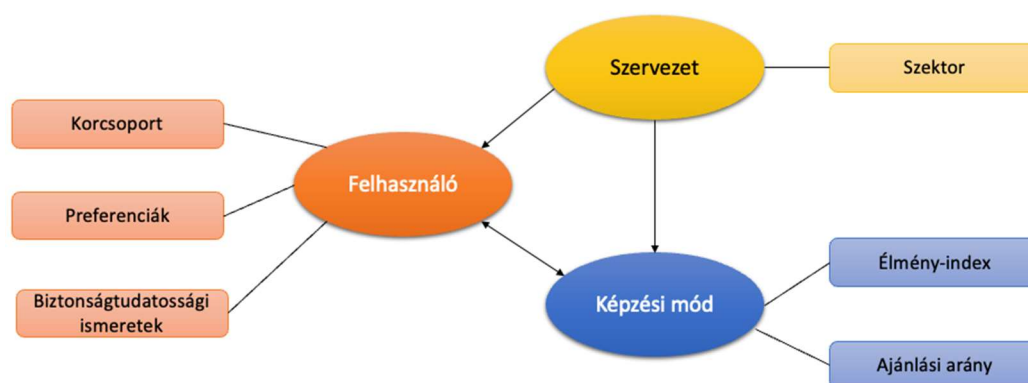 Szervezet
Szektor
Korcsoport
Felhasználó
Preferenciák
Biztonságtudatossági
ismeretek
Képzési mód
Élmény-index
Ajánlási arány